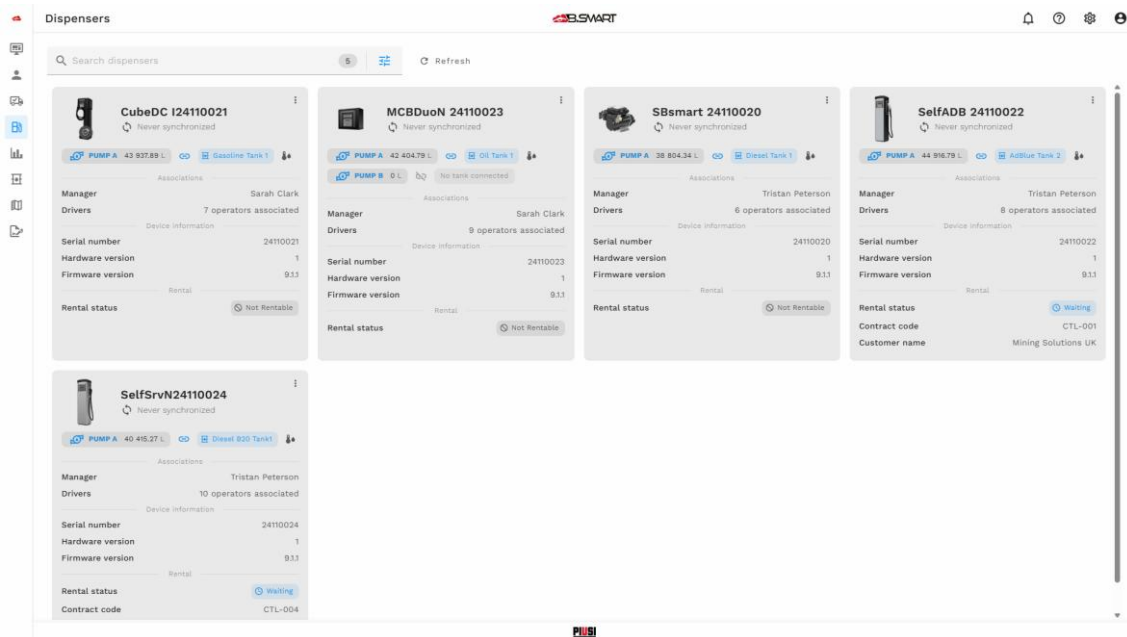 Dispensers
B.SMART
Search dispensers
5
Refresh
CubeDC I24110021
Never synchronized
PUMP A 43 937.89 L
Gasoline Tank 1
Associations
Manager Sarah Clark
Drivers 7 operators associated
Device information
Serial number 24110021
Hardware version 1
Firmware version 9.1.1
Rental
Rental status Not Rentable
MCBDuoN 24110023
Never synchronized
PUMP A 42 404.79 L
Oil Tank 1
PUMP B 0 L
No tank connected
Associations
Manager Sarah Clark
Drivers 9 operators associated
Device information
Serial number 24110023
Hardware version 1
Firmware version 9.1.1
Rental
Rental status Not Rentable
SBsmart 24110020
Never synchronized
PUMP A 38 804.34 L
Diesel Tank 1
Associations
Manager Tristan Peterson
Drivers 6 operators associated
Device information
Serial number 24110020
Hardware version 1
Firmware version 9.1.1
Rental
Rental status Not Rentable
SelfADB 24110022
Never synchronized
PUMP A 44 916.79 L
AdBlue Tank 2
Associations
Manager Tristan Peterson
Drivers 8 operators associated
Device information
Serial number 24110022
Hardware version 1
Firmware version 9.1.1
Rental
Rental status Waiting
Contract code CTL-001
Customer name Mining Solutions UK
SelfSrvN24110024
Never synchronized
PUMP A 40 415.27 L
Diesel B20 Tank1
Associations
Manager Tristan Peterson
Drivers 10 operators associated
Device information
Serial number 24110024
Hardware version 1
Firmware version 9.1.1
Rental
Rental status Waiting
Contract code CTL-004
PIUSI